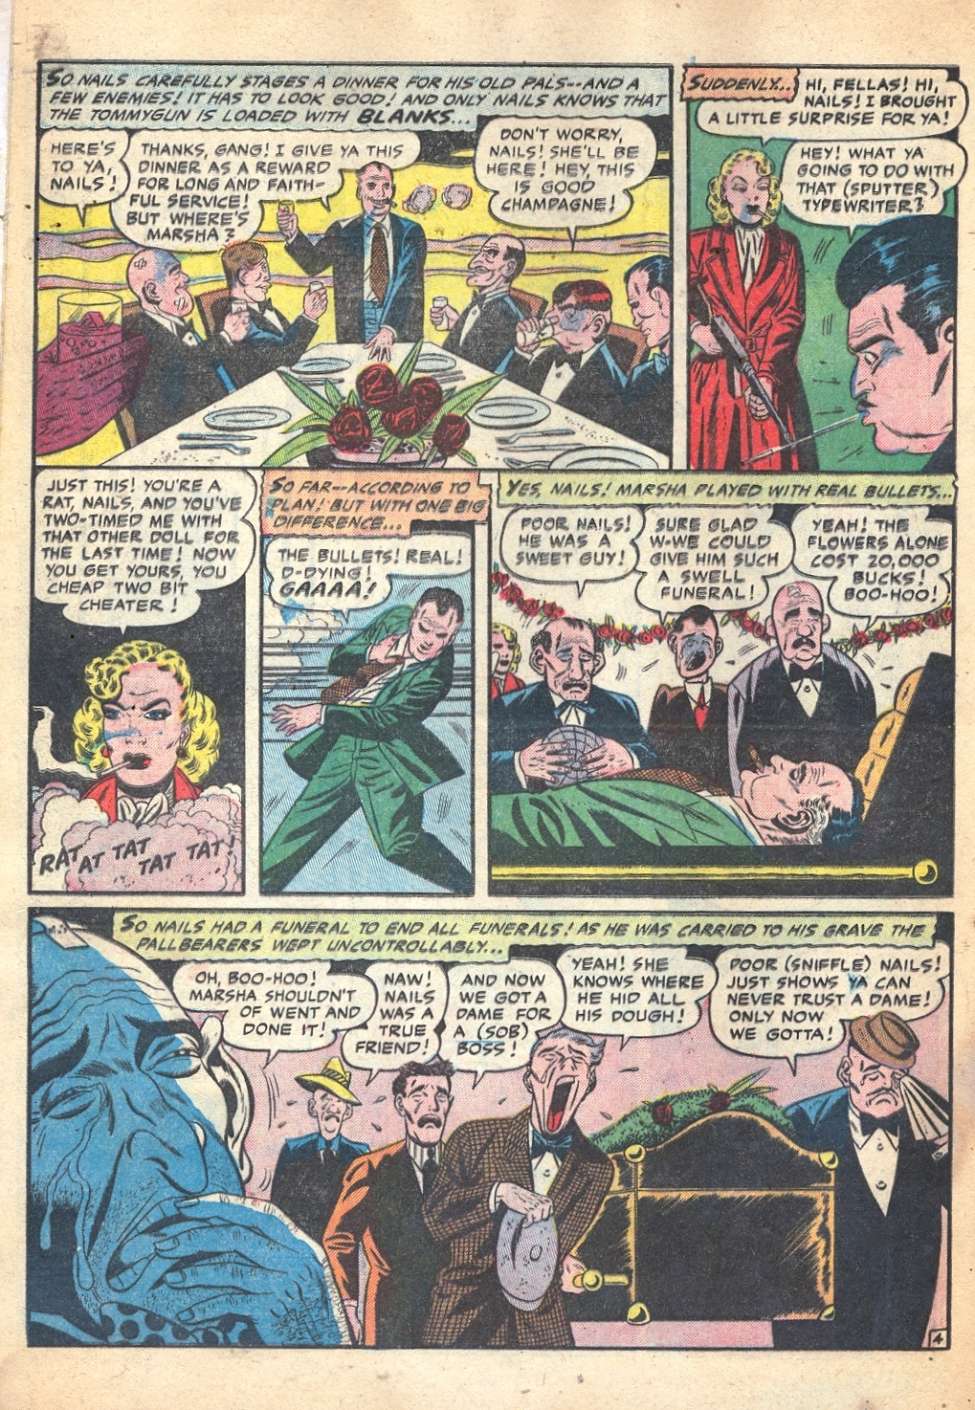 SO NAILS CAREFULLY STAGES A DINNER FOR HIS OLD PALS--AND A
FEW ENEMIES! IT HAS TO LOOK GOOD! AND ONLY NAILS KNOWS THAT
THE TOMMYGUN IS LOADED WITH BLANKS...
HERE'S
TO YA,
NAILS!
THANKS, GANG! I GIVE YA THIS
DINNER AS A REWARD
FOR LONG AND FAITH-
FUL SERVICE!
BUT WHERE'S
MARSHA?
DON'T WORRY,
NAILS! SHE'LL BE
HERE! HEY, THIS
IS GOOD
CHAMPAGNE!
SUDDENLY...
HI, FELLAS! HI,
NAILS! I BROUGHT
A LITTLE SURPRISE FOR YA!
HEY! WHAT YA
GOING TO DO WITH
THAT (SPUTTER)
TYPEWRITER?
JUST THIS! YOU'RE A
RAT, NAILS, AND YOU'VE
TWO-TIMED ME WITH
THAT OTHER DOLL FOR
THE LAST TIME! NOW
YOU GET YOURS, YOU
CHEAP TWO BIT
CHEATER!
RAT AT TAT TAT TAT!
SO FAR--ACCORDING TO
PLAN! BUT WITH ONE BIG
DIFFERENCE...
THE BULLETS! REAL!
D-DYING!
GAAAA!
YES, NAILS! MARSHA PLAYED WITH REAL BULLETS...
POOR NAILS!
HE WAS A
SWEET GUY!
SURE GLAD
W-WE COULD
GIVE HIM SUCH
A SWELL
FUNERAL!
YEAH! THE
FLOWERS ALONE
COST 20,000
BUCKS!
BOO-HOO!
SO NAILS HAD A FUNERAL TO END ALL FUNERALS! AS HE WAS CARRIED TO HIS GRAVE THE
PALLBEARERS WEPT UNCONTROLLABLY...
OH, BOO-HOO!
MARSHA SHOULDN'T
OF WENT AND
DONE IT!
NAW!
NAILS
WAS A
TRUE
FRIEND!
AND NOW
WE GOT A
DAME FOR
A (SOB)
BOSS!
YEAH! SHE
KNOWS WHERE
HE HID ALL
HIS DOUGH!
POOR (SNIFFLE) NAILS!
JUST SHOWS YA CAN
NEVER TRUST A DAME!
ONLY NOW
WE GOTTA!
4